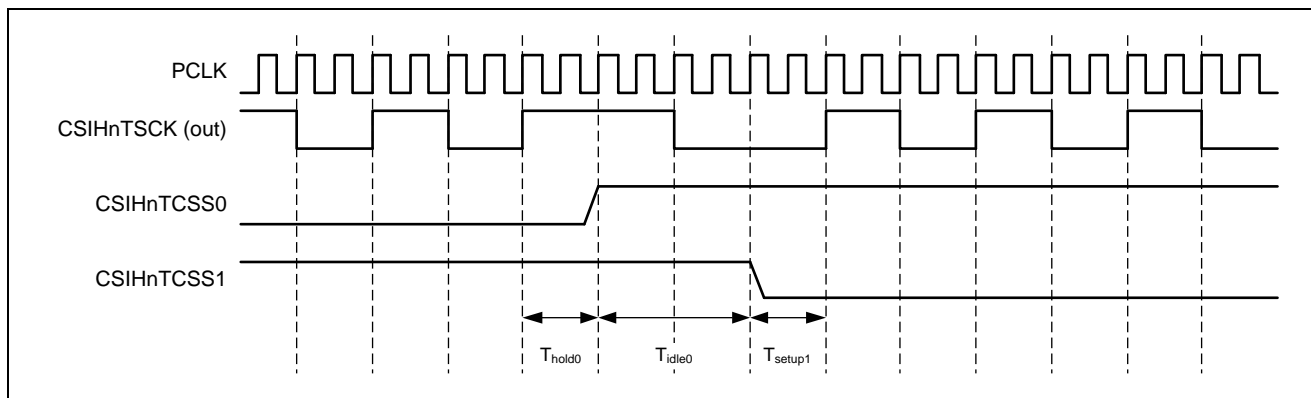 PCLK
CSIHnTSCK (out)
CSIHnTCSS0
CSIHnTCSS1
Thold0 Tidle0 Tsetup1